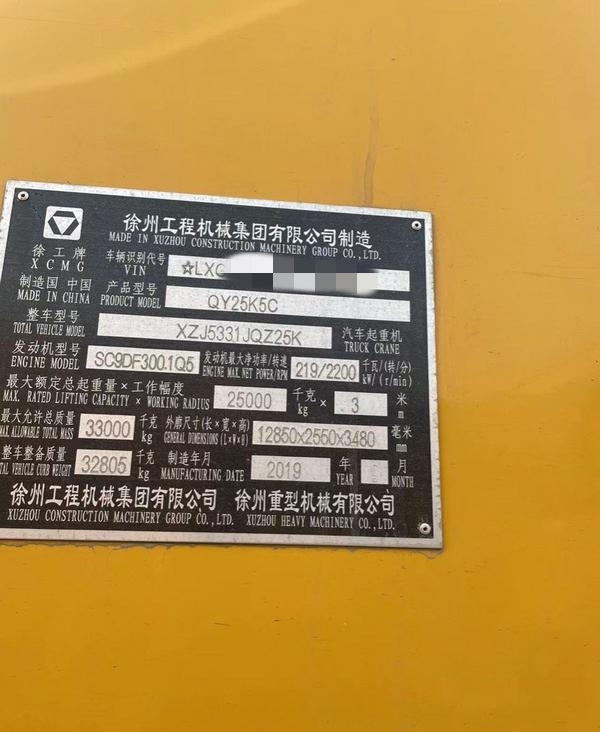 徐州工程机械集团有限公司制造
MADE IN XUZHOU CONSTRUCTION MACHINERY GROUP CO.,LTD.
徐工牌
XCMG
车辆识别代号
VIN
☆LXG
制造国 中国
MADE IN CHINA
产品型号
PRODUCT MODEL
QY25K5C
整车型号
TOTAL VEHICLE MODEL
XZJ5331JQZ25K
汽车起重机
TRUCK CRANE
发动机型号
ENGINE MODEL
SC9DF300.1Q5
发动机最大净功率/转速
ENGINE MAX.NET POWER/RPM
219/2200
千瓦/(转/分)
kW/(r/min)
最大额定总起重量×工作幅度
MAX. RATED LIFTING CAPACITY × WORKING RADIUS
25000
千克
kg
×
3
米
m
最大允许总质量
MAX.ALLOWABLE TOTAL MASS
33000
千克
kg
外廓尺寸(长×宽×高)
GENERAL DIMENSIONS (L×W×H)
12850x2550x3480
毫米
mm
整车整备质量
TOTAL VEHICLE CURB WEIGHT
32805
千克
kg
制造年月
MANUFACTURING DATE
2019
年
YEAR
月
MONTH
徐州工程机械集团有限公司 徐州重型机械有限公司
XUZHOU CONSTRUCTION MACHINERY GROUP CO.,LTD. XUZHOU HEAVY MACHINERY CO.,LTD.